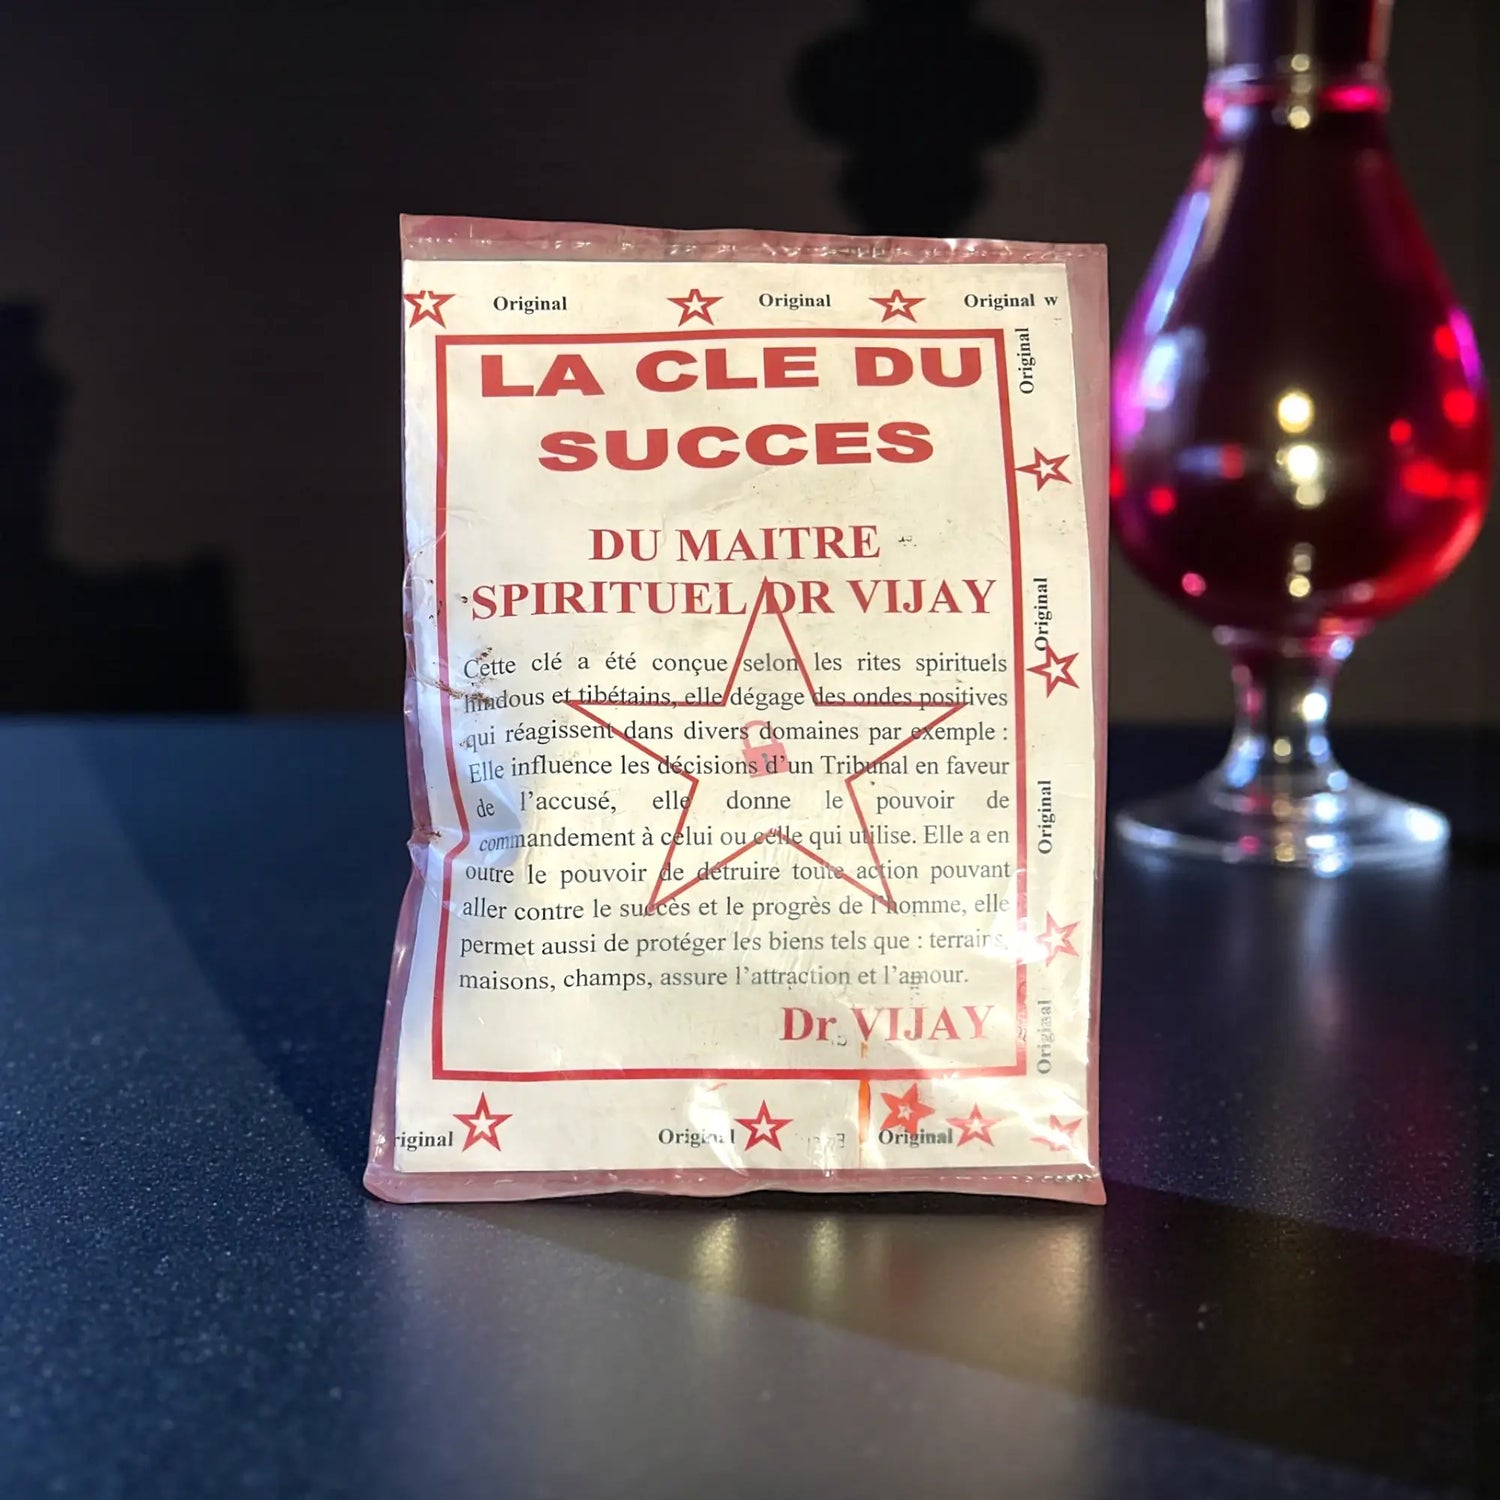 Original Original Original w
LA CLE DU
SUCCES
DU MAITRE
SPIRITUEL DR VIJAY
Cette clé a été conçue selon les rites spirituels
hindous et tibétains, elle dégage des ondes positives
qui réagissent dans divers domaines par exemple :
Elle influence les décisions d’un Tribunal en faveur
de l’accusé, elle donne le pouvoir de
commandement à celui ou celle qui utilise. Elle a en
outre le pouvoir de détruire toute action pouvant
aller contre le succès et le progrès de l’homme, elle
permet aussi de protéger les biens tels que : terrains,
maisons, champs, assure l’attraction et l’amour.
Dr VIJAY
Original
Original
Original
Original
riginal Original Original